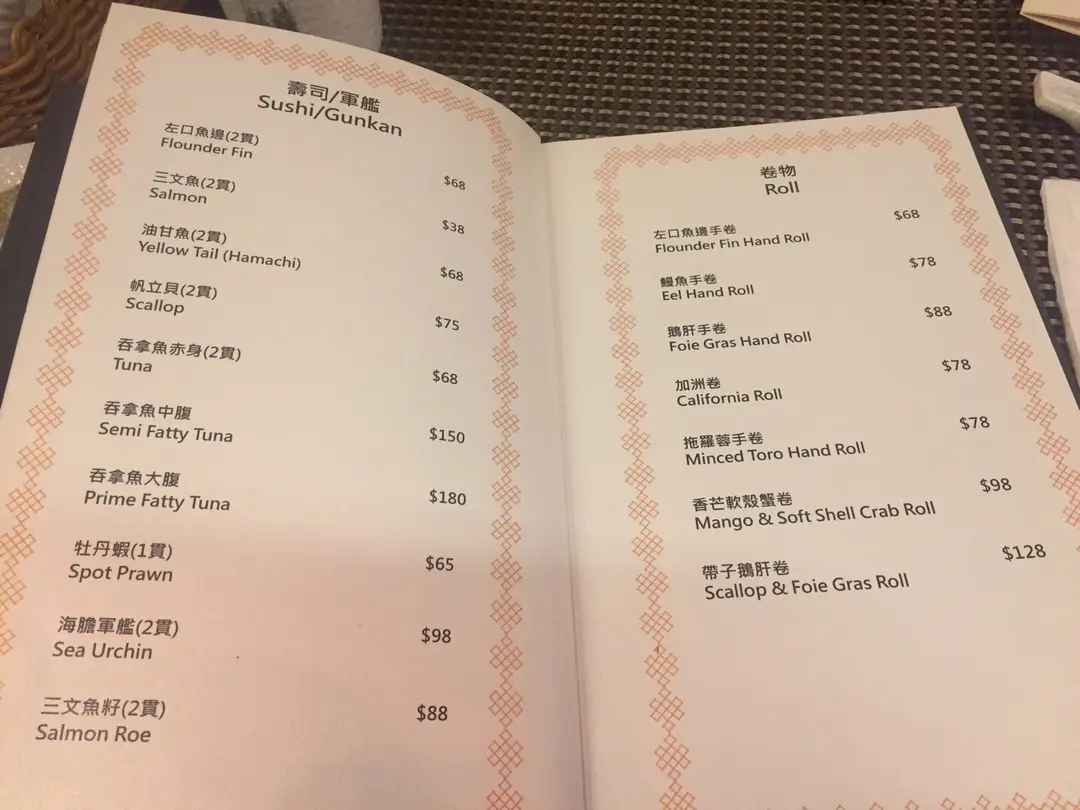 壽司/軍艦
Sushi/Gunkan
左口魚邊(2貫)
Flounder Fin
$68
三文魚(2貫)
Salmon
$38
油甘魚(2貫)
Yellow Tail (Hamachi)
$68
帆立貝(2貫)
Scallop
$75
吞拿魚赤身(2貫)
Tuna
$68
吞拿魚中腹
Semi Fatty Tuna
$150
吞拿魚大腹
Prime Fatty Tuna
$180
牡丹蝦(1貫)
Spot Prawn
$65
海膽軍艦(2貫)
Sea Urchin
$98
三文魚籽(2貫)
Salmon Roe
$88
卷物
Roll
左口魚邊手卷
Flounder Fin Hand Roll
$68
鰻魚手卷
Eel Hand Roll
$78
鵝肝手卷
Foie Gras Hand Roll
$88
加洲卷
California Roll
$78
拖羅蓉手卷
Minced Toro Hand Roll
$78
香芒軟殼蟹卷
Mango & Soft Shell Crab Roll
$98
帶子鵝肝卷
Scallop & Foie Gras Roll
$128